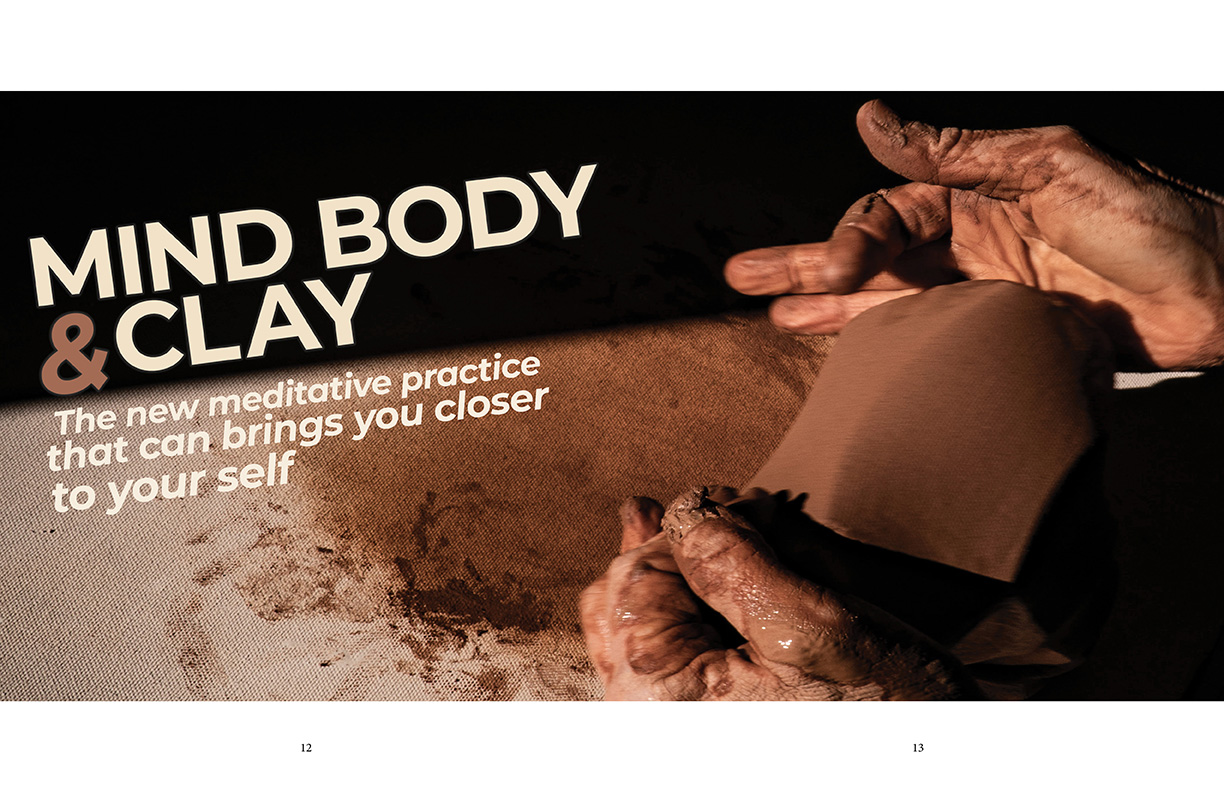 MIND BODY
& CLAY
The new meditative practice
that can brings you closer
to your self
12
13